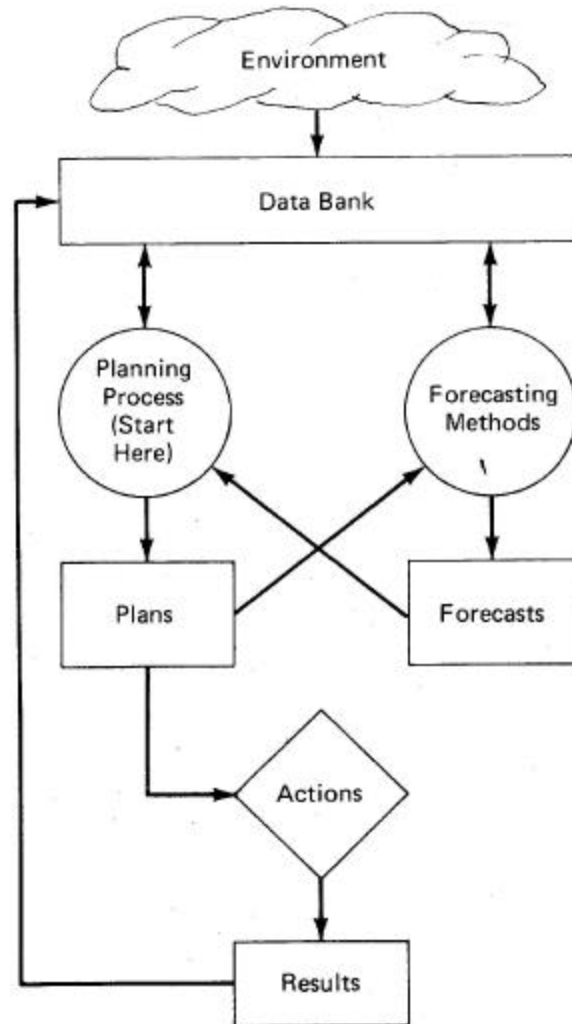 Environment
Data Bank
Planning
Process
(Start
Here)
Forecasting
Methods
Plans
Forecasts
Actions
Results